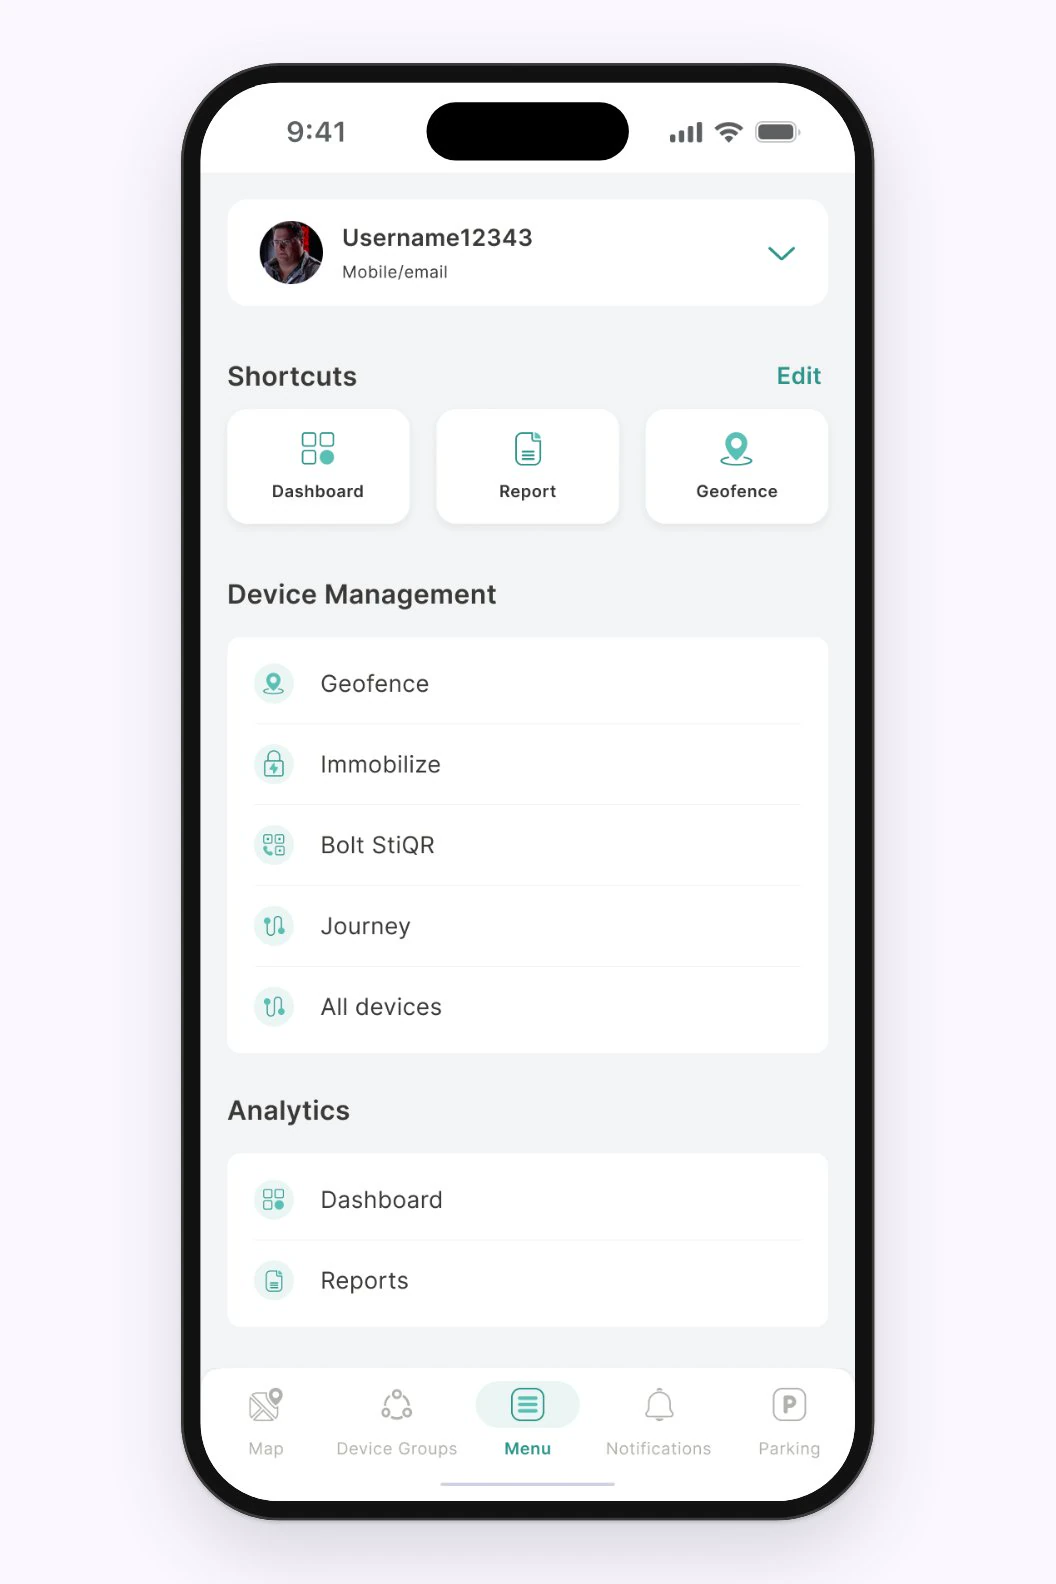 9:41
Username12343
Mobile/email
Shortcuts
Edit
Dashboard
Report
Geofence
Device Management
Geofence
Immobilize
Bolt StiQR
Journey
All devices
Analytics
Dashboard
Reports
Map
Device Groups
Menu
Notifications
P
Parking